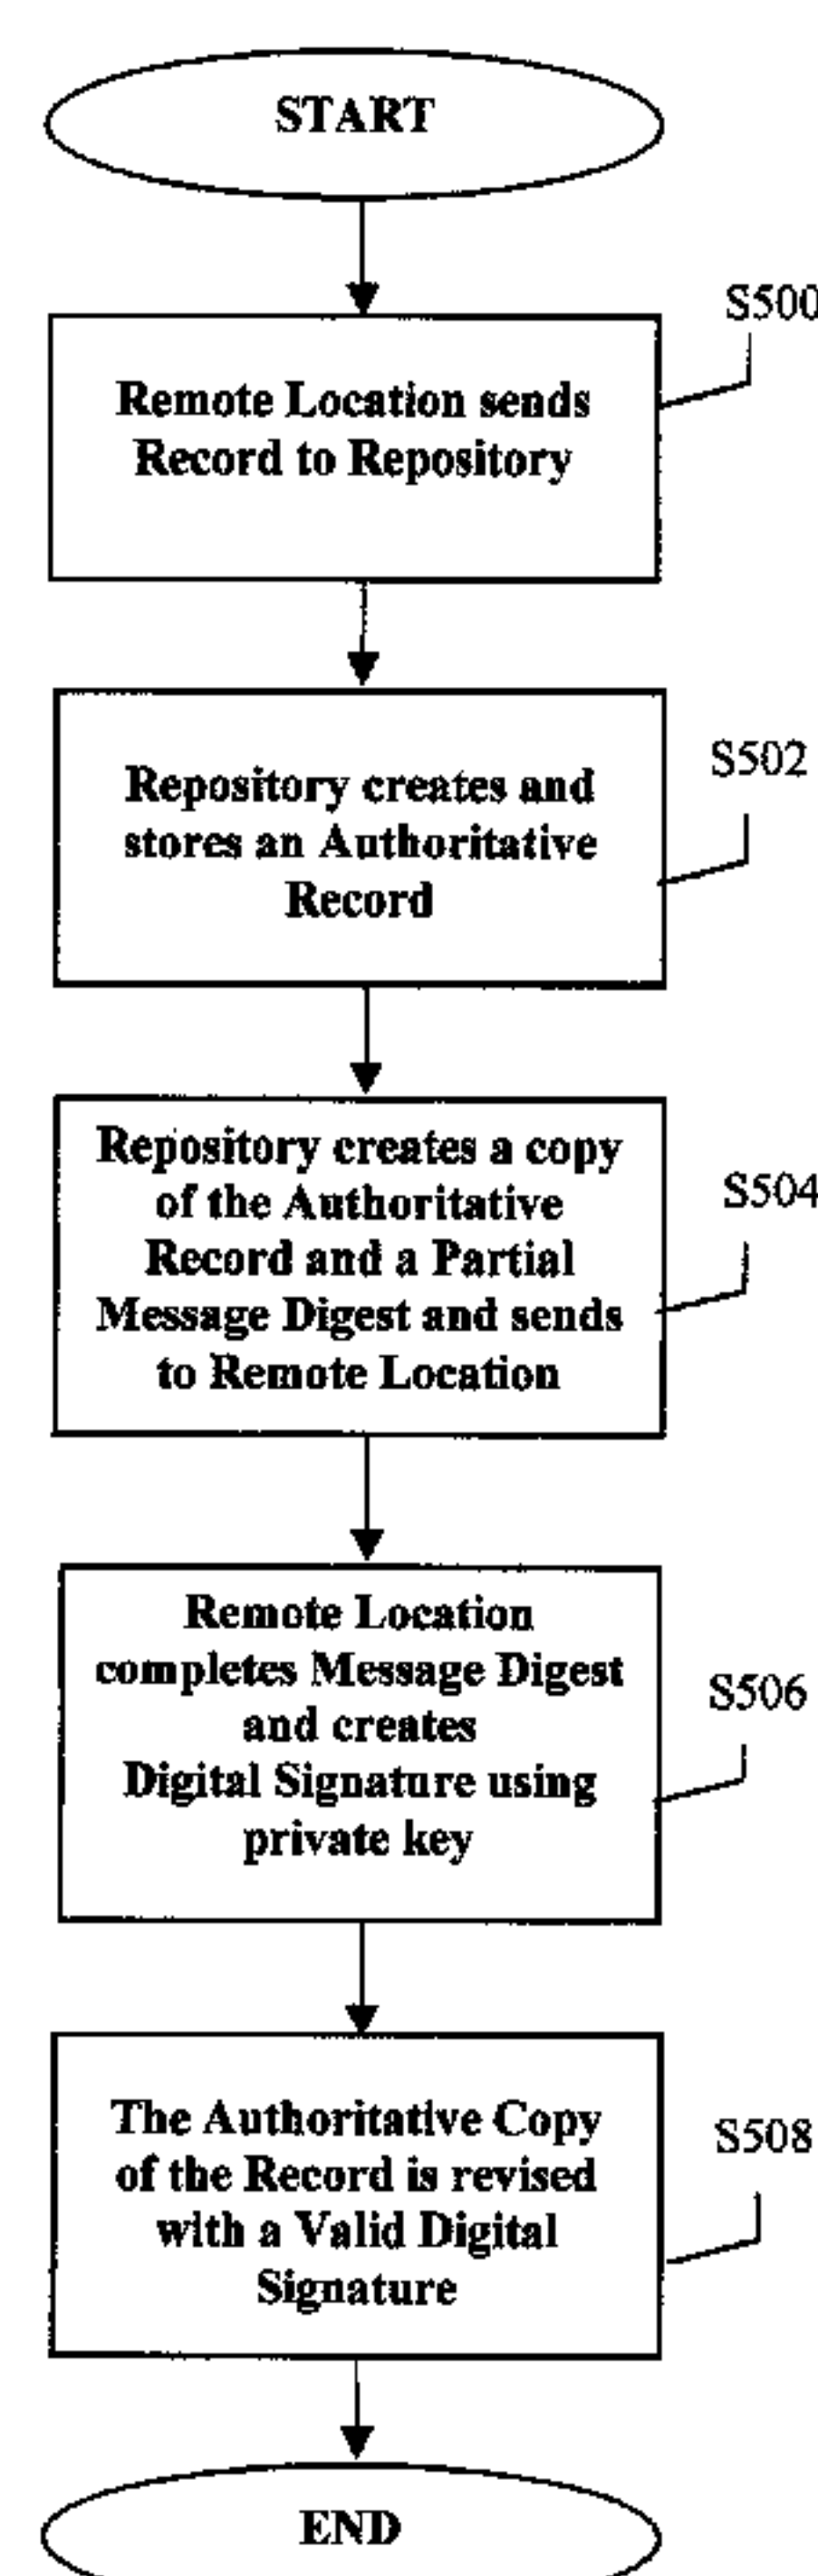 START
S500
Remote Location sends
Record to Repository
S502
Repository creates and
stores an Authoritative
Record
Repository creates a copy
of the Authoritative
Record and a Partial
Message Digest and sends
to Remote Location
S504
Remote Location
completes Message Digest
and creates
Digital Signature using
private key
S506
The Authoritative Copy
of the Record is revised
with a Valid Digital
Signature
S508
END